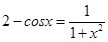 2 - cosx = 1/(1 + x²)